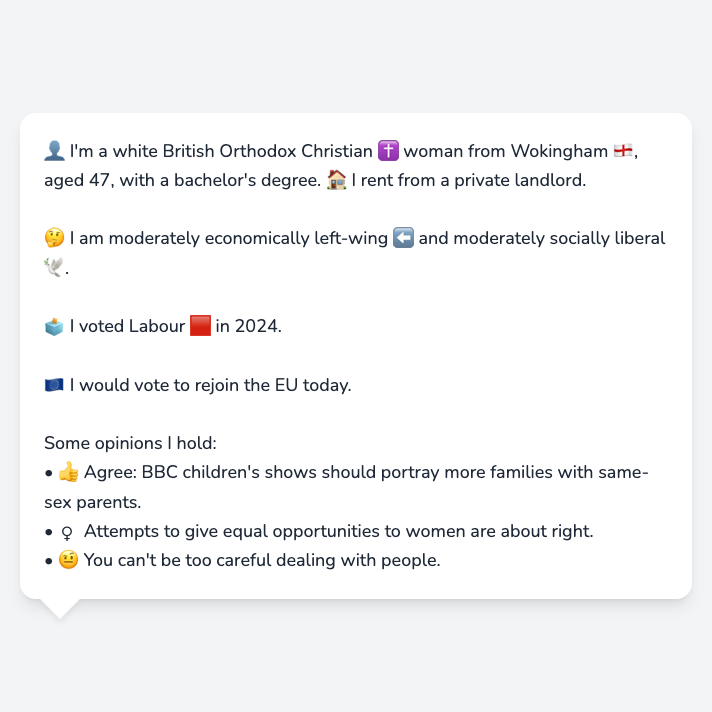 👤 I'm a white British Orthodox Christian ✝️ woman from Wokingham 🏴󠁧󠁢󠁥󠁮󠁧󠁿,
aged 47, with a bachelor's degree. 🏠 I rent from a private landlord.
🤔 I am moderately economically left-wing ⬅️ and moderately socially liberal
🕊️.
🗳️ I voted Labour 🟥 in 2024.
🇪🇺 I would vote to rejoin the EU today.
Some opinions I hold:
• 👍 Agree: BBC children's shows should portray more families with same-
sex parents.
• ♀ Attempts to give equal opportunities to women are about right.
• 🤨 You can't be too careful dealing with people.